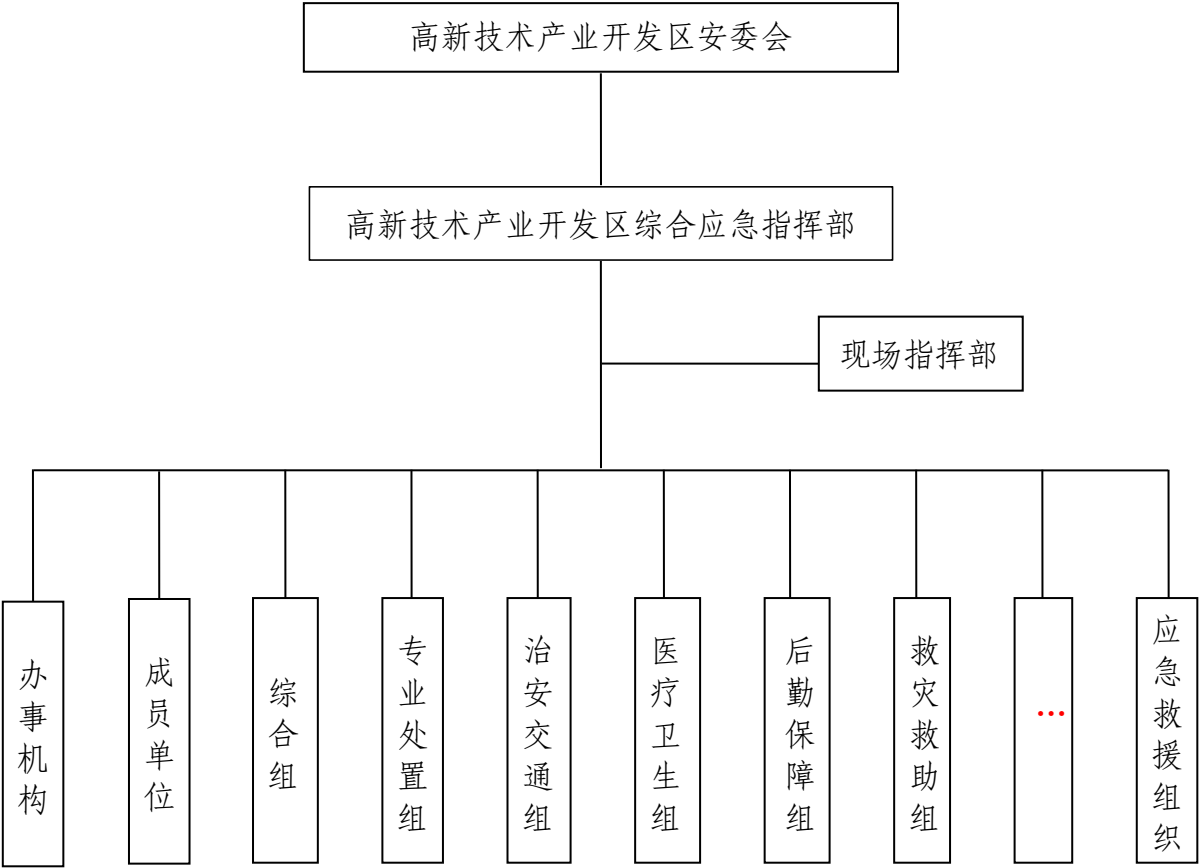 高新技术产业开发区安委会
高新技术产业开发区综合应急指挥部
现场指挥部
办事机构
成员单位
综合组
专业处置组
治安交通组
医疗卫生组
后勤保障组
救灾救助组
…
应急救援组织